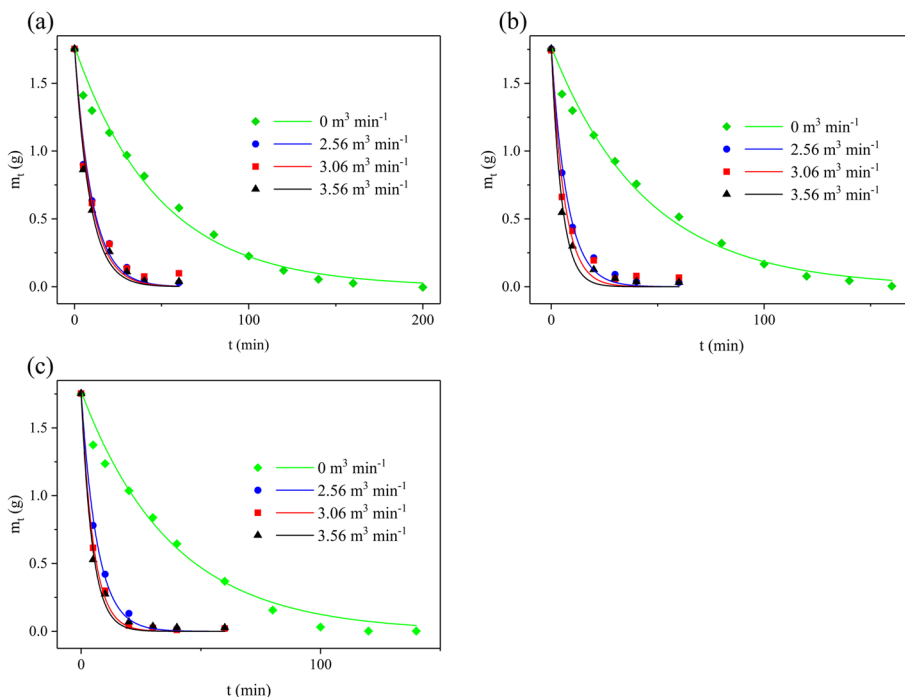 (a)
1.75
1.5
1.0
0.5
0.0
m_t (g)
0 m³ min⁻¹
2.56 m³ min⁻¹
3.06 m³ min⁻¹
3.56 m³ min⁻¹
0
100
200
t (min)
(b)
1.5
1.0
0.5
0.0
m_t (g)
0 m³ min⁻¹
2.56 m³ min⁻¹
3.06 m³ min⁻¹
3.56 m³ min⁻¹
0
100
t (min)
(c)
1.5
1.0
0.5
0.0
m_t (g)
0 m³ min⁻¹
2.56 m³ min⁻¹
3.06 m³ min⁻¹
3.56 m³ min⁻¹
0
100
t (min)